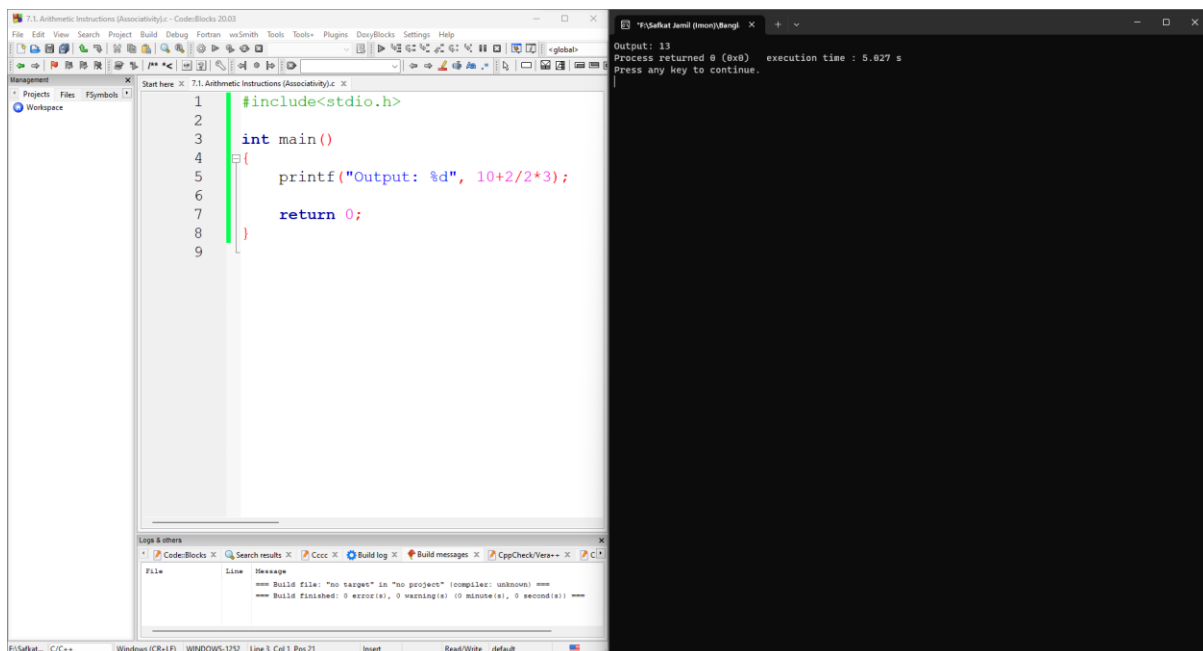 7.1. Arithmetic Instructions (Associativity).c - Code::Blocks 20.03
File Edit View Search Project Build Debug Fortran wxSmith Tools Tools+ Plugins DoxyBlocks Settings Help
<global>
Management
Projects Files FSymbols
Workspace
Start here 7.1. Arithmetic Instructions (Associativity).c
1 #include<stdio.h>
2
3 int main()
4 {
5 printf("Output: %d", 10+2/2*3);
6
7 return 0;
8 }
9
Logs & others
Code::Blocks Search results Cccc Build log Build messages CppCheck/Vera++ C
File Line Message
=== Build file: "no target" in "no project" (compiler: unknown) ===
=== Build finished: 0 error(s), 0 warning(s) (0 minute(s), 0 second(s)) ===
F:\Safkat... C/C++ Windows (CR+LF) WINDOWS-1252 Line 3, Col 1, Pos 21 Insert Read/Write default
"F:\Safkat Jamil (Imon)\Bangl
Output: 13
Process returned 0 (0x0) execution time : 5.027 s
Press any key to continue.